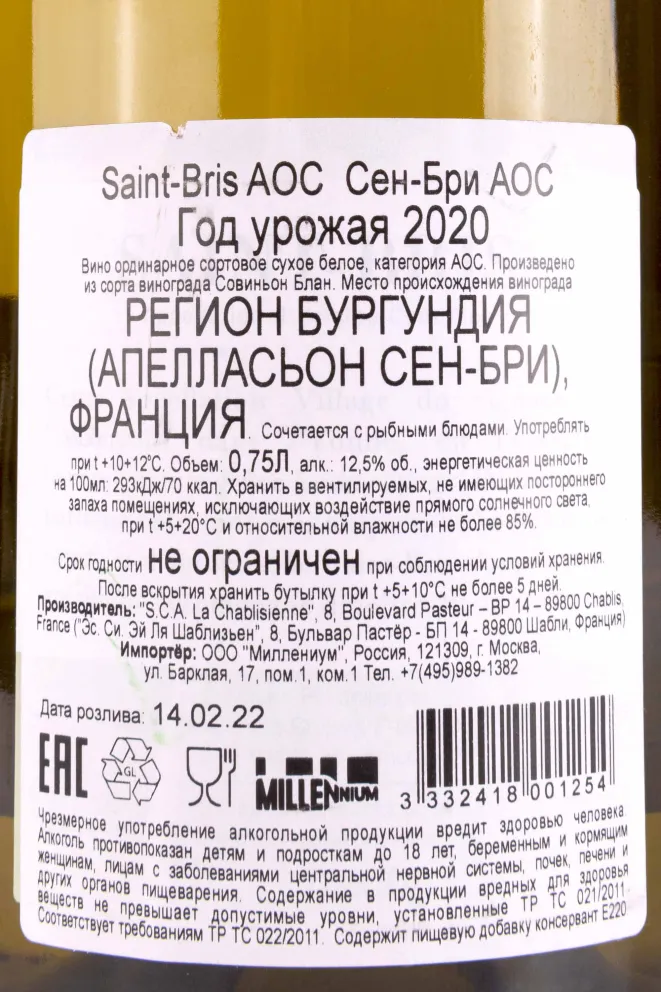 Saint-Bris AOC Сен-Бри АОС
Год урожая 2020
Вино ординарное сортовое сухое белое, категория АОС. Произведено
из сорта винограда Совиньон Блан. Место происхождения винограда
РЕГИОН БУРГУНДИЯ
(АПЕЛЛАСЬОН СЕН-БРИ),
ФРАНЦИЯ. Сочетается с рыбными блюдами. Употреблять
при t +10+12°C. Объем: 0,75Л, алк.: 12,5% об., энергетическая ценность
на 100мл: 293кДж/70 ккал. Хранить в вентилируемых, не имеющих постороннего
запаха помещениях, исключающих воздействие прямого солнечного света,
при t +5+20°C и относительной влажности не более 85%.
Срок годности не ограничен при соблюдении условий хранения.
После вскрытия хранить бутылку при t +5+10°C не более 5 дней.
Производитель: "S.C.A. La Chablisienne", 8, Boulevard Pasteur – BP 14 – 89800 Chablis,
France ("Эс. Си. Эй Ля Шаблизьен", 8, Бульвар Пастёр - БП 14 - 89800 Шабли, Франция)
Импортёр: ООО "Миллениум", Россия, 121309, г. Москва,
ул. Барклая, 17, пом.1, ком.1 Тел. +7(495)989-1382
Дата розлива: 14.02.22
EAC GL MILLENNIUM 3 332418 001254
Чрезмерное употребление алкогольной продукции вредит здоровью человека.
Алкоголь противопоказан детям и подросткам до 18 лет, беременным и кормящим
женщинам, лицам с заболеваниями центральной нервной системы, почек, печени и
других органов пищеварения. Содержание в продукции вредных для здоровья
веществ не превышает допустимые уровни, установленные ТР ТС 021/2011.
Соответствует требованиям ТР ТС 022/2011. Содержит пищевую добавку консервант E220